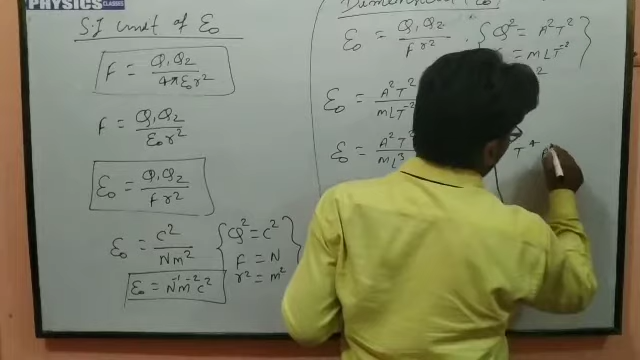 PHYSICS CLASSES
S.I unit of ε₀
F = Q₁Q₂ / 4πε₀r²
F = Q₁Q₂ / ε₀r²
ε₀ = Q₁Q₂ / Fr²
ε₀ = C² / Nm²
{ Q² = C²
F = N
r² = m² }
ε₀ = N⁻¹m⁻²C²
ε₀ = Q₁Q₂ / Fr²
{ Q² = A²T²
= MLT⁻²
ε₀ = A²T² / MLT⁻²
ε₀ = A²T² / ML³
T⁴